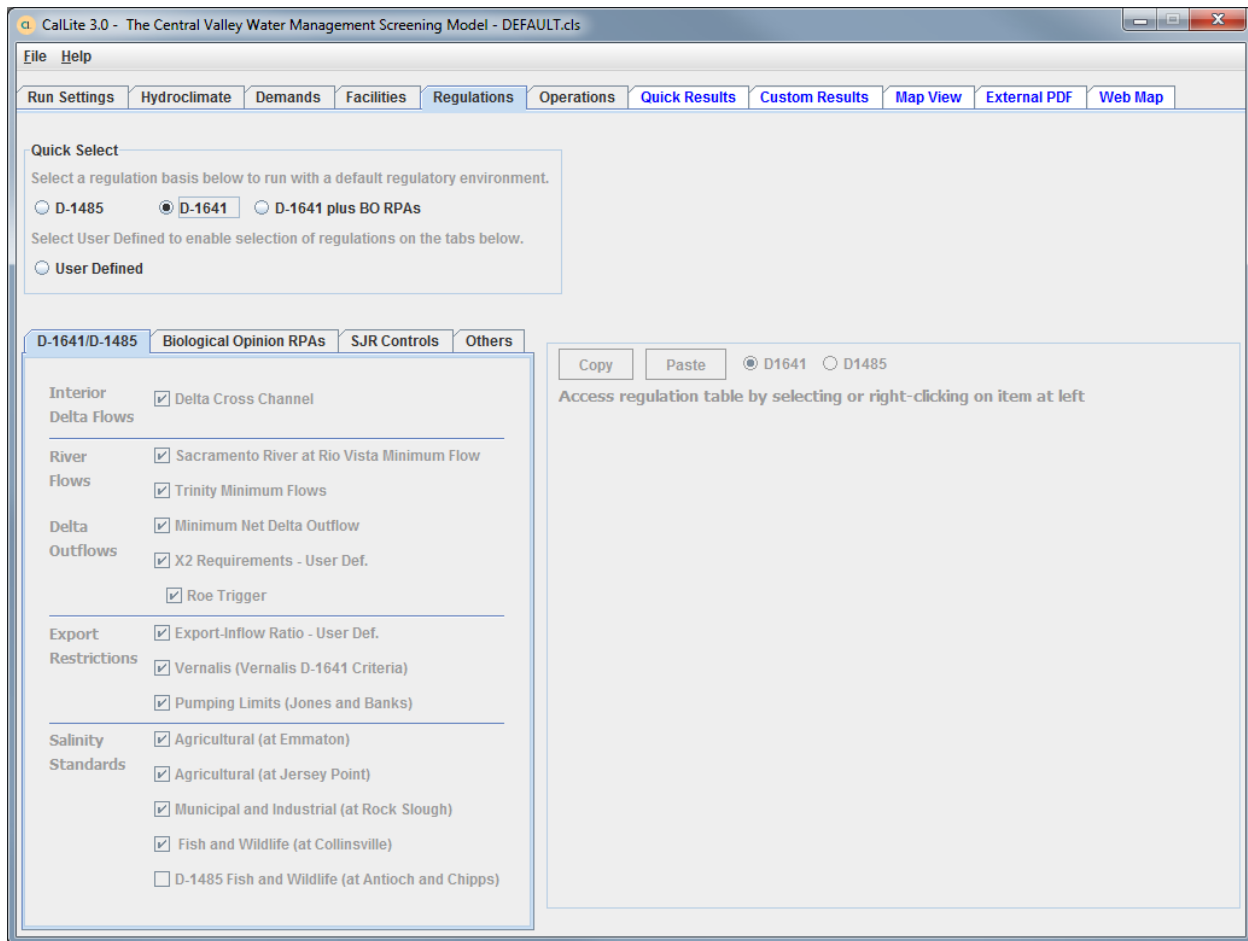 CalLite 3.0 -  The Central Valley Water Management Screening Model - DEFAULT.cls
File Help
Run Settings Hydroclimate Demands Facilities Regulations Operations Quick Results Custom Results Map View External PDF Web Map
Quick Select
Select a regulation basis below to run with a default regulatory environment.
D-1485 D-1641 D-1641 plus BO RPAs
Select User Defined to enable selection of regulations on the tabs below.
User Defined
D-1641/D-1485 Biological Opinion RPAs SJR Controls Others
Interior
Delta Flows
Delta Cross Channel
River
Flows
Sacramento River at Rio Vista Minimum Flow
Trinity Minimum Flows
Delta
Outflows
Minimum Net Delta Outflow
X2 Requirements - User Def.
Roe Trigger
Export
Restrictions
Export-Inflow Ratio - User Def.
Vernalis (Vernalis D-1641 Criteria)
Pumping Limits (Jones and Banks)
Salinity
Standards
Agricultural (at Emmaton)
Agricultural (at Jersey Point)
Municipal and Industrial (at Rock Slough)
Fish and Wildlife (at Collinsville)
D-1485 Fish and Wildlife (at Antioch and Chipps)
Copy Paste D1641 D1485
Access regulation table by selecting or right-clicking on item at left